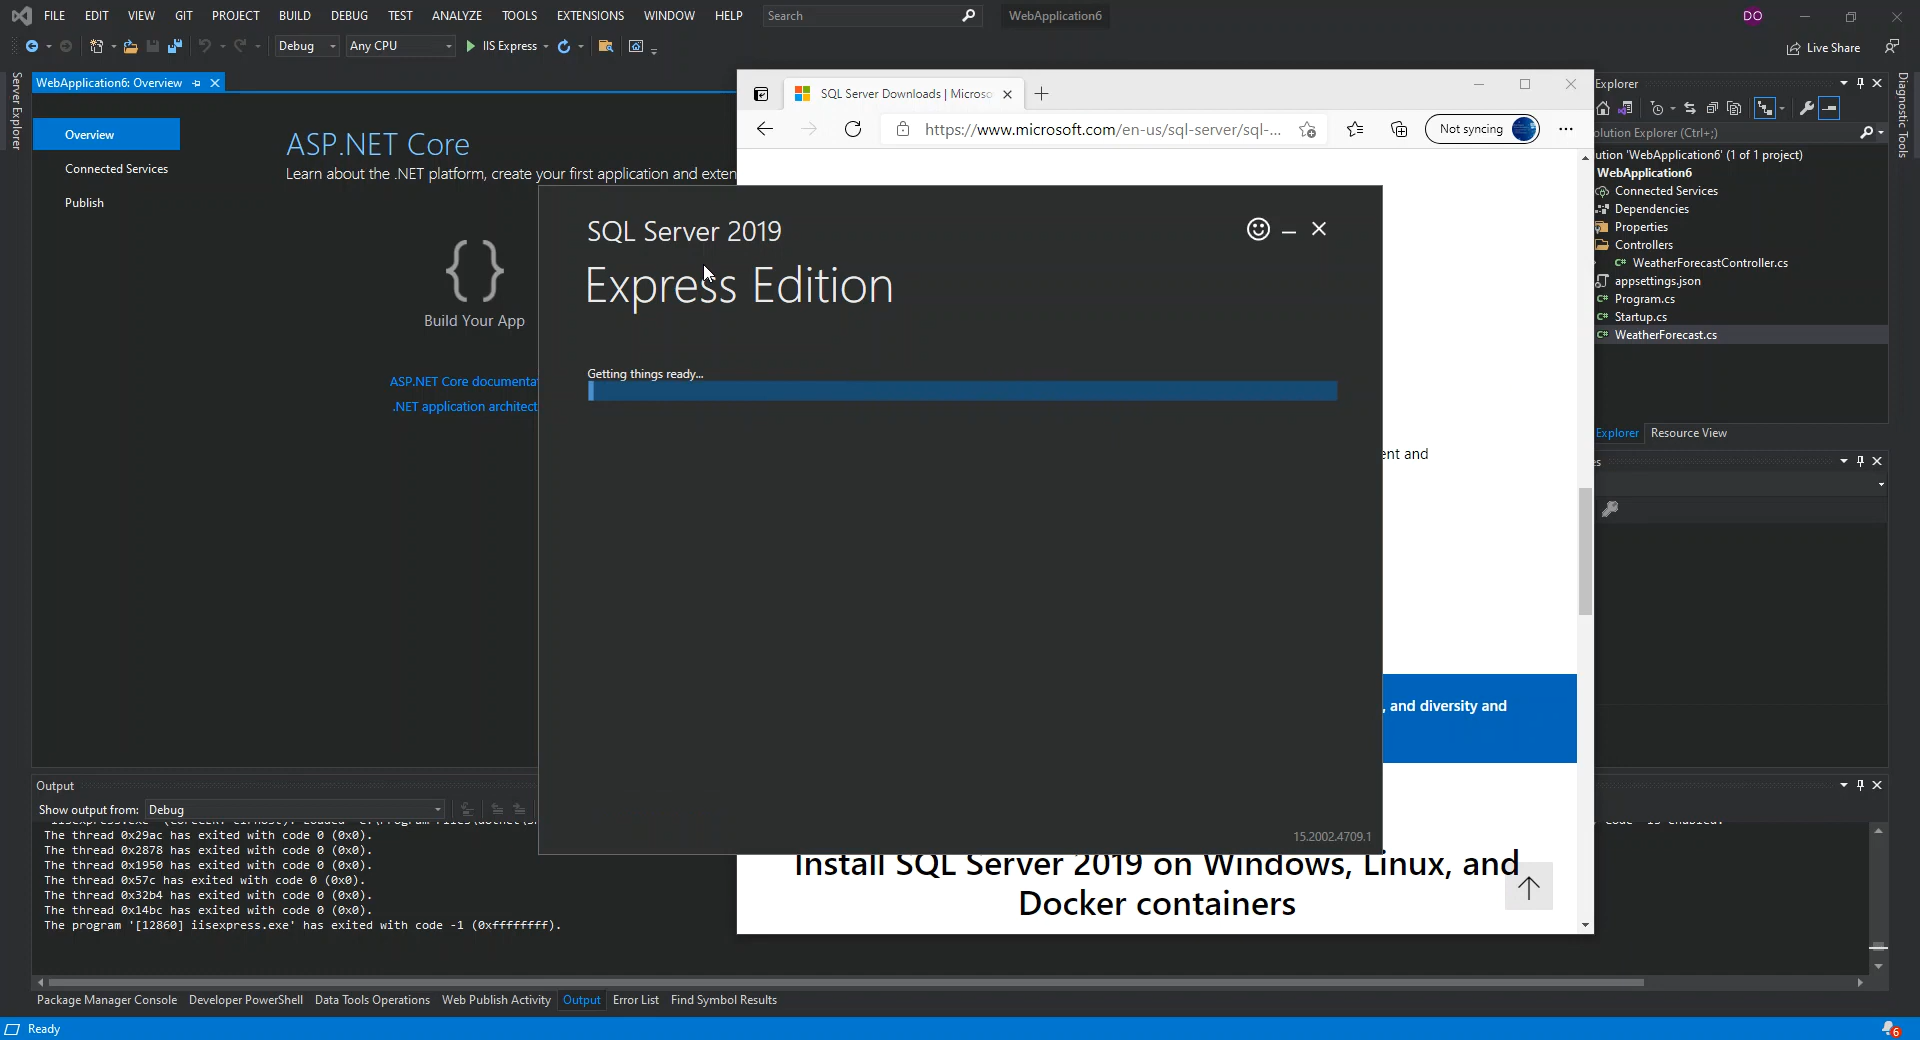 FILE EDIT VIEW GIT PROJECT BUILD DEBUG TEST ANALYZE TOOLS EXTENSIONS WINDOW HELP Search WebApplication6 DO
Debug Any CPU IIS Express Live Share
Server Explorer
WebApplication6: Overview
Overview
Connected Services
Publish
ASP.NET Core
Learn about the .NET platform, create your first application and exten
Build Your App
ASP.NET Core documenta
.NET application architect
SQL Server Downloads | Microso
https://www.microsoft.com/en-us/sql-server/sql-... Not syncing
SQL Server 2019
Express Edition
Getting things ready...
15.2002.4709.1
ent and
, and diversity and
Install SQL Server 2019 on Windows, Linux, and
Docker containers
Explorer
olution Explorer (Ctrl+;)
ution 'WebApplication6' (1 of 1 project)
WebApplication6
Connected Services
Dependencies
Properties
Controllers
C# WeatherForecastController.cs
appsettings.json
C# Program.cs
C# Startup.cs
C# WeatherForecast.cs
Explorer Resource View
es
Diagnostic Tools
Output
Show output from: Debug
The thread 0x29ac has exited with code 0 (0x0).
The thread 0x2878 has exited with code 0 (0x0).
The thread 0x1950 has exited with code 0 (0x0).
The thread 0x57c has exited with code 0 (0x0).
The thread 0x32b4 has exited with code 0 (0x0).
The thread 0x14bc has exited with code 0 (0x0).
The program '[12860] iisexpress.exe' has exited with code -1 (0xffffffff).
Package Manager Console Developer PowerShell Data Tools Operations Web Publish Activity Output Error List Find Symbol Results
Ready
6